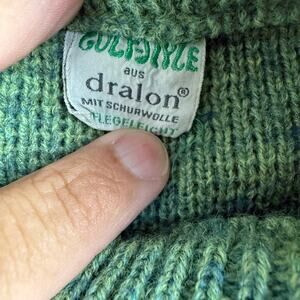 GOLFSTYLE
aus
dralon®
MIT SCHURWOLLE
PFLEGELEICHT